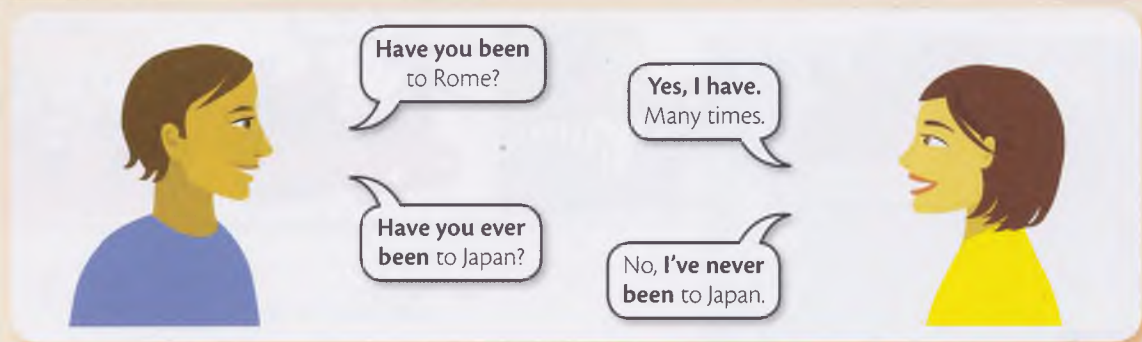 Have you been
to Rome?
Yes, I have.
Many times.
Have you ever
been to Japan?
No, I've never
been to Japan.